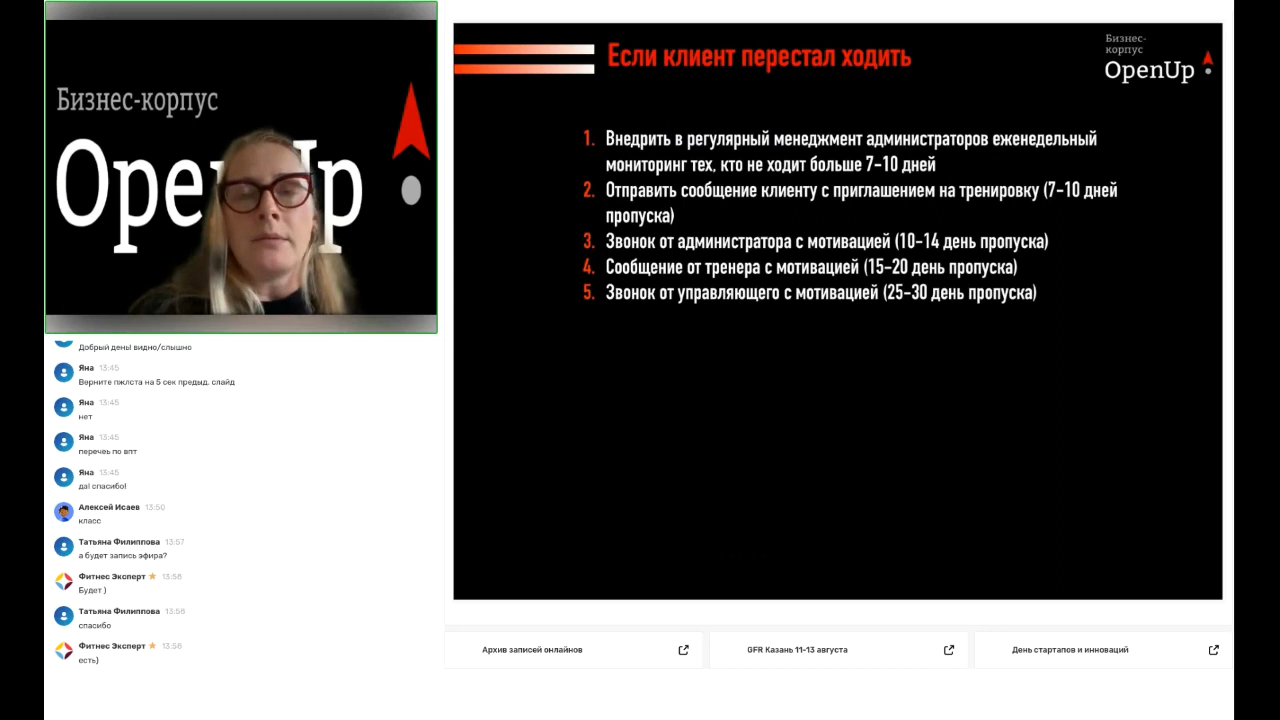 Бизнес-корпус
OpenUp
Если клиент перестал ходить
Бизнес-
корпус
OpenUp
1. Внедрить в регулярный менеджмент администраторов еженедельный
мониторинг тех, кто не ходит больше 7-10 дней
2. Отправить сообщение клиенту с приглашением на тренировку (7-10 дней
пропуска)
3. Звонок от администратора с мотивацией (10-14 день пропуска)
4. Сообщение от тренера с мотивацией (15-20 день пропуска)
5. Звонок от управляющего с мотивацией (25-30 день пропуска)
Добрый день! видно/слышно
Яна 13:45
Верните пжлста на 5 сек предыд. слайд
Яна 13:45
нет
Яна 13:45
перечеь по впт
Яна 13:45
да! спасибо!
Алексей Исаев 13:50
класс
Татьяна Филиппова 13:57
а будет запись эфира?
Фитнес Эксперт 13:58
Будет )
Татьяна Филиппова 13:58
спасибо
Фитнес Эксперт 13:58
есть)
Архив записей онлайнов
GFR Казань 11-13 августа
День стартапов и инноваций